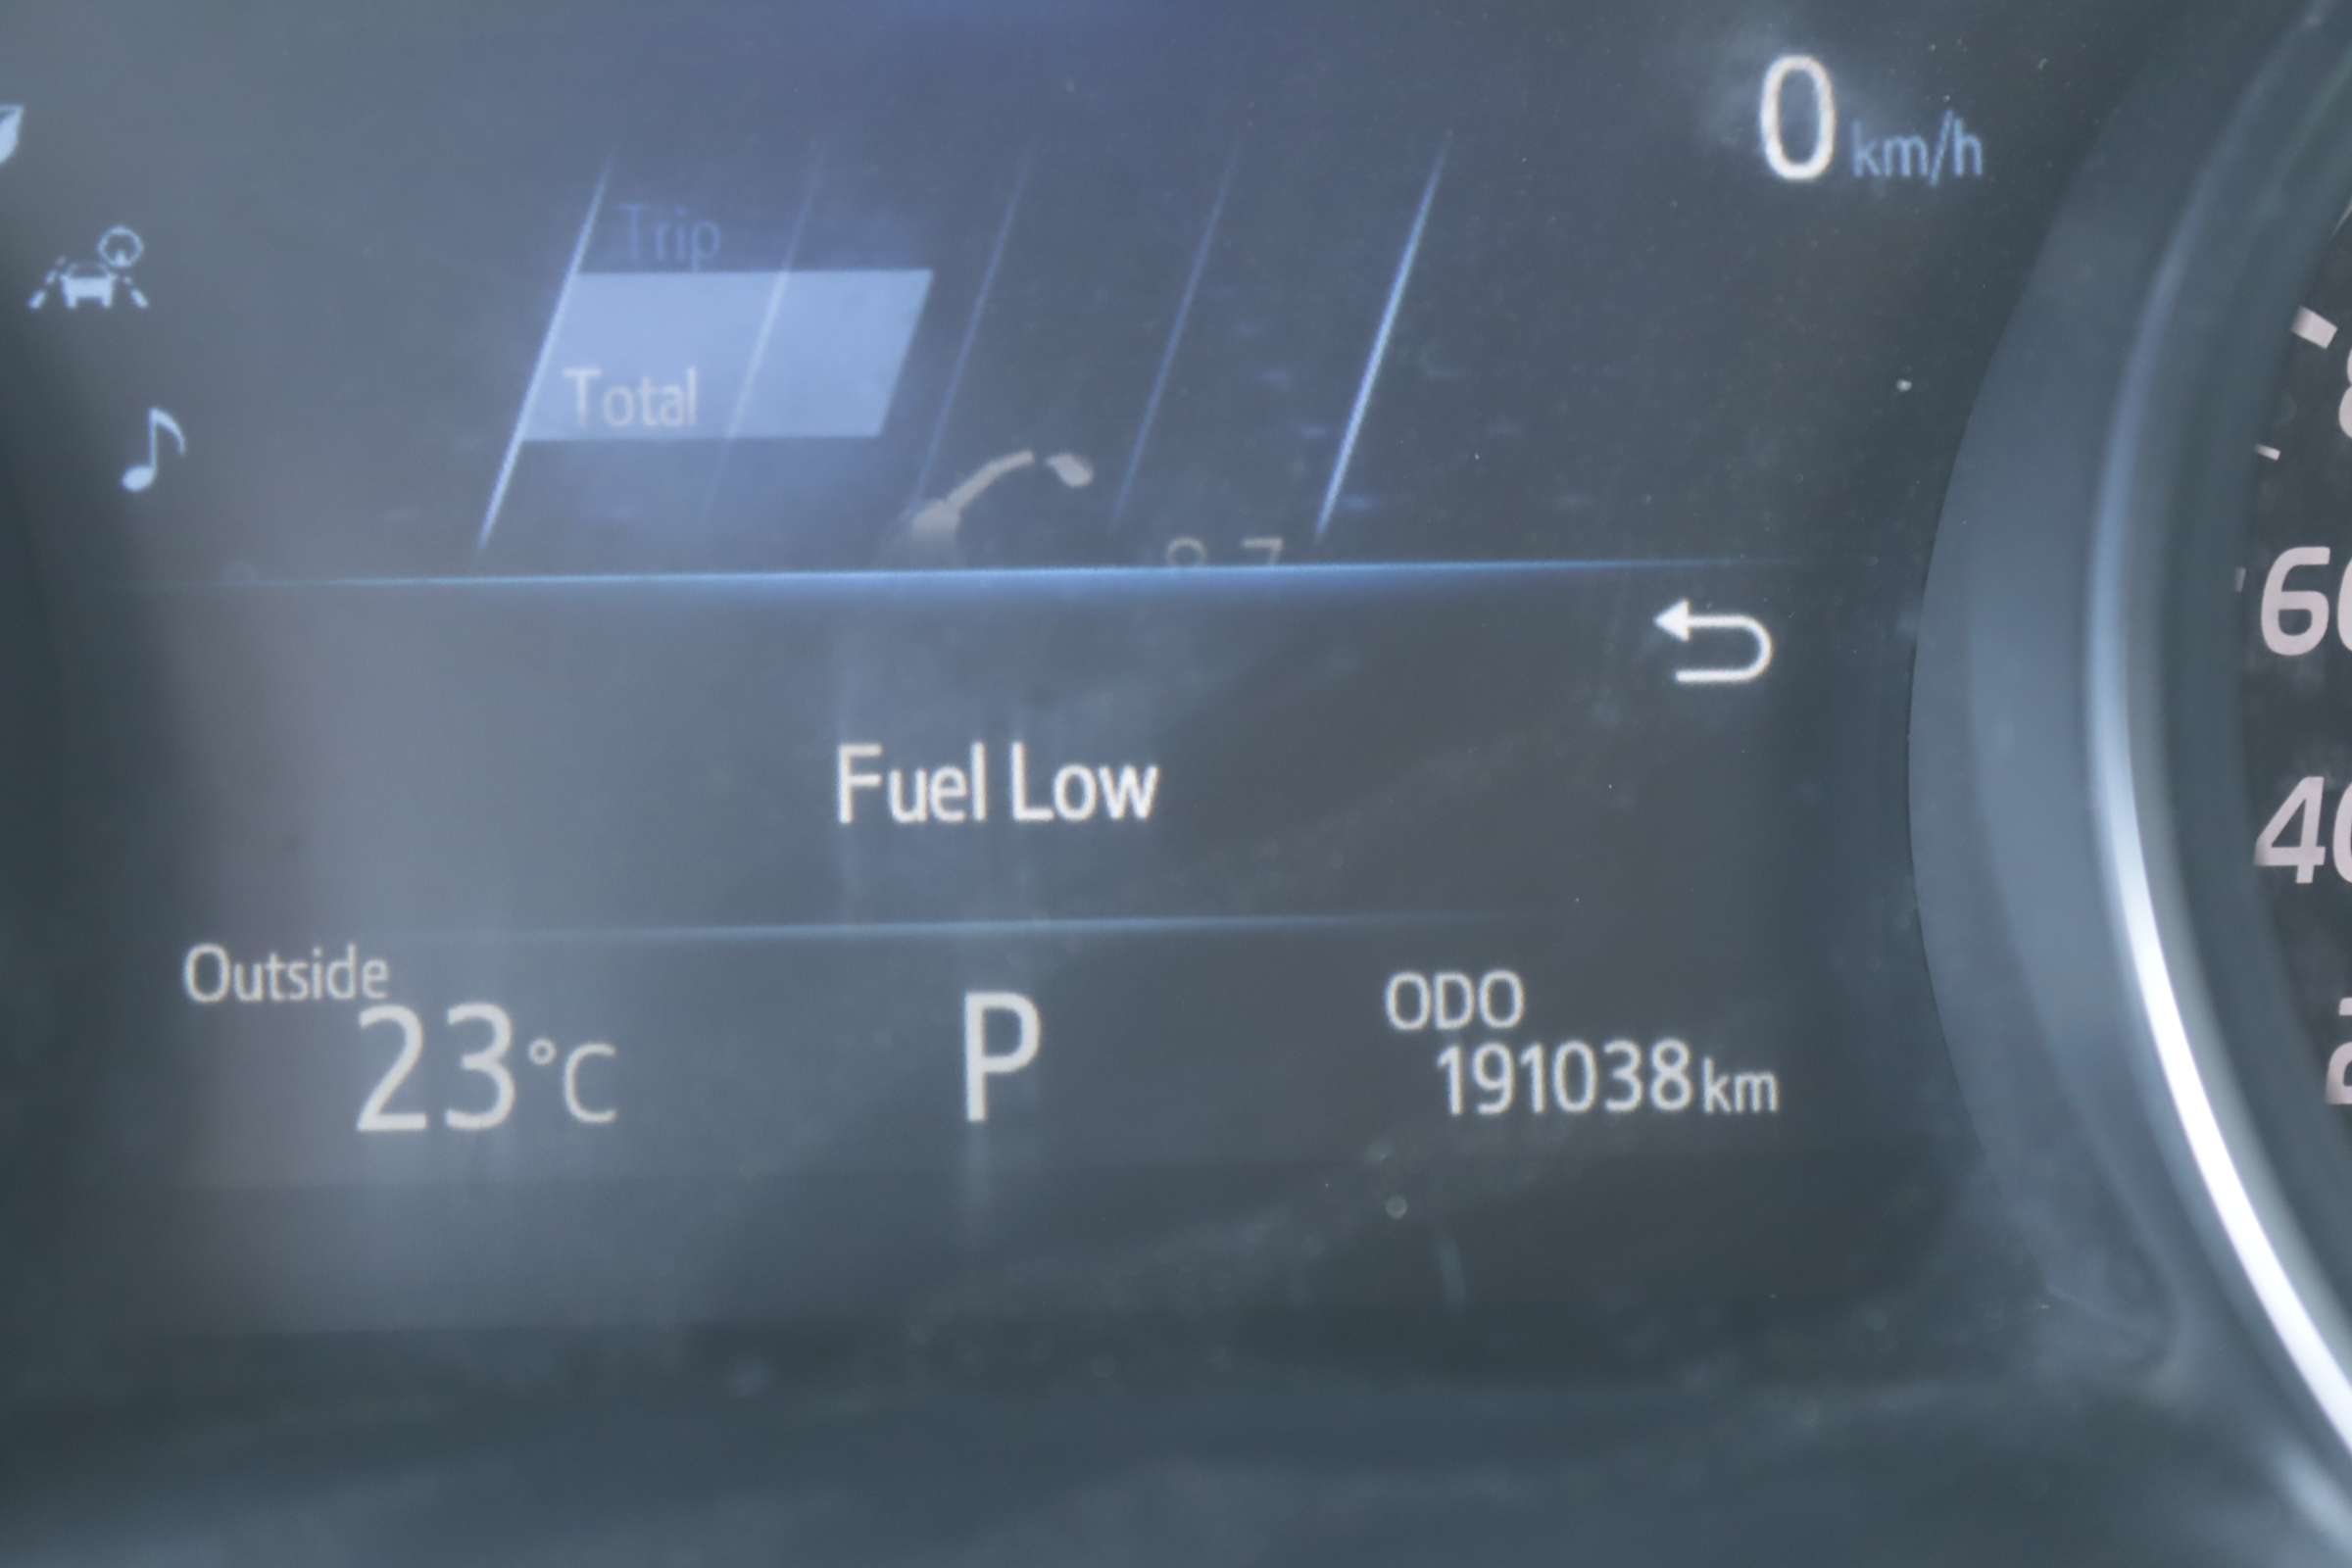 0 km/h
Trip
Total
Fuel Low
Outside
23°C
P
ODO
191038 km